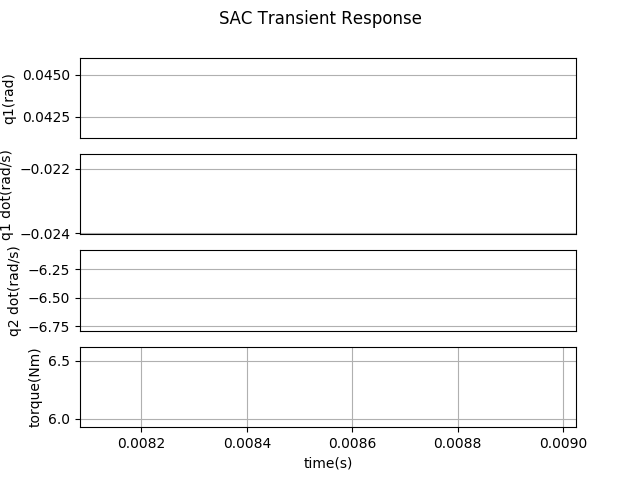 SAC Transient Response
q1(rad)
0.0450
0.0425
q1 dot(rad/s)
−0.022
−0.024
q2 dot(rad/s)
−6.25
−6.50
−6.75
torque(Nm)
6.5
6.0
0.0082 0.0084 0.0086 0.0088 0.0090
time(s)